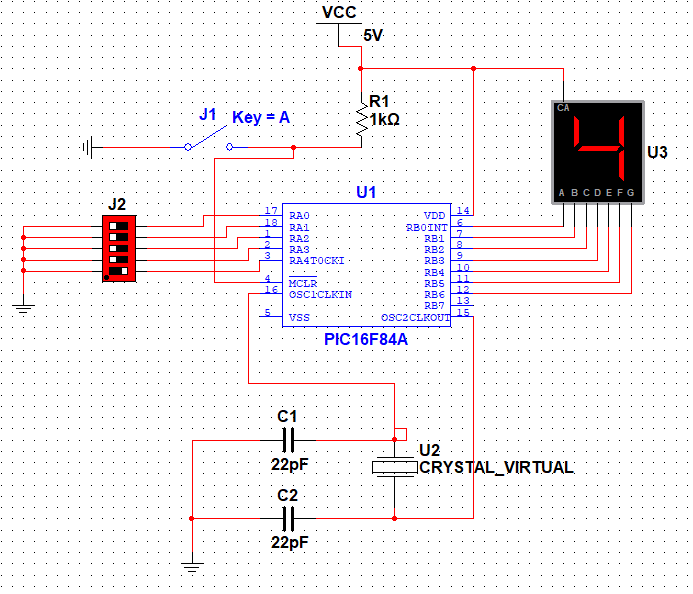 VCC
5V
R1
1kΩ
J1
Key = A
CA
U3
A B C D E F G
U1
J2
17 RA0
18 RA1
1 RA2
2 RA3
3 RA4T0CKI
4 MCLR
16 OSC1CLKIN
5 VSS
VDD 14
RB0INT 6
RB1 7
RB2 8
RB3 9
RB4 10
RB5 11
RB6 12
RB7 13
OSC2CLKOUT 15
PIC16F84A
C1
22pF
U2
CRYSTAL_VIRTUAL
C2
22pF